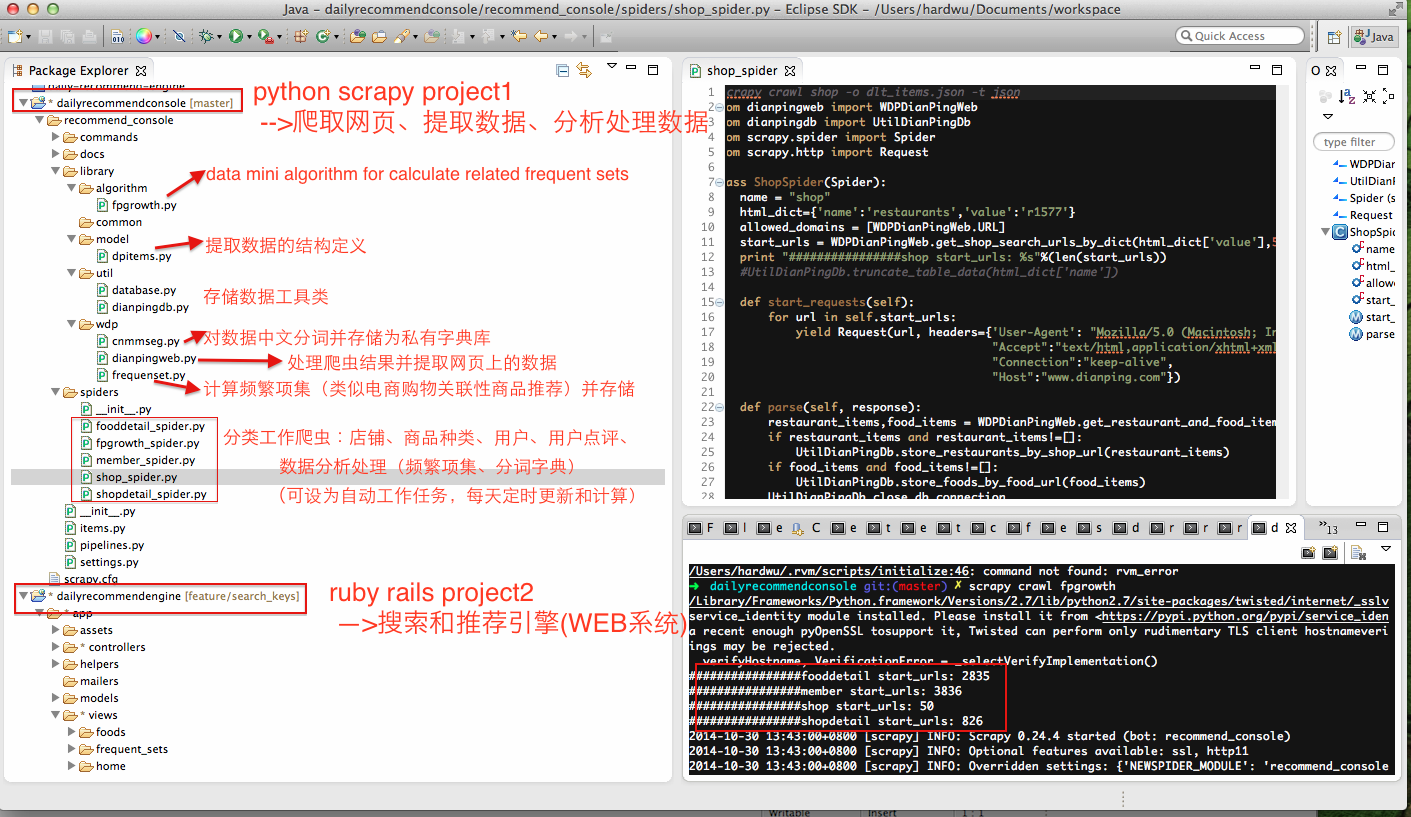 Java - dailyrecommendconsole/recommend_console/spiders/shop_spider.py - Eclipse SDK - /Users/hardwu/Documents/workspace
Quick Access
Java
Package Explorer
dailyrecommendconsole [master]
python scrapy project1
-->爬取网页、提取数据、分析处理数据
recommend_console
commands
docs
library
algorithm
data mini algorithm for calculate related frequent sets
fpgrowth.py
common
model
提取数据的结构定义
dpitems.py
util
database.py
存储数据工具类
dianpingdb.py
wdp
cnmmseg.py
对数据中文分词并存储为私有字典库
dianpingweb.py
处理爬虫结果并提取网页上的数据
frequenset.py
计算频繁项集（类似电商购物关联性商品推荐）并存储
spiders
__init__.py
fooddetail_spider.py
fpgrowth_spider.py
分类工作爬虫：店铺、商品种类、用户、用户点评、
member_spider.py
数据分析处理（频繁项集、分词字典）
shop_spider.py
shopdetail_spider.py
（可设为自动工作任务，每天定时更新和计算）
__init__.py
items.py
pipelines.py
settings.py
scrapy.cfg
* dailyrecommendengine [feature/search_keys]
ruby rails project2
—>搜索和推荐引擎(WEB系统)
* app
assets
* controllers
helpers
mailers
models
* views
foods
frequent_sets
home
shop_spider
1 crapy crawl shop -o dlt_items.json -t json
2 om dianpingweb import WDPDianPingWeb
3 om dianpingdb import UtilDianPingDb
4 om scrapy.spider import Spider
5 om scrapy.http import Request
6
7 ass ShopSpider(Spider):
8 name = "shop"
9 html_dict={'name':'restaurants','value':'r1577'}
10 allowed_domains = [WDPDianPingWeb.URL]
11 start_urls = WDPDianPingWeb.get_shop_search_urls_by_dict(html_dict['value'],5
12 print "################shop start_urls: %s"%(len(start_urls))
13 #UtilDianPingDb.truncate_table_data(html_dict['name'])
14
15 def start_requests(self):
16 for url in self.start_urls:
17 yield Request(url, headers={'User-Agent': "Mozilla/5.0 (Macintosh; In
18 "Accept":"text/html,application/xhtml+xml
19 "Connection":"keep-alive",
20 "Host":"www.dianping.com"})
21
22 def parse(self, response):
23 restaurant_items,food_items = WDPDianPingWeb.get_restaurant_and_food_item
24 if restaurant_items and restaurant_items!=[]:
25 UtilDianPingDb.store_restaurants_by_shop_url(restaurant_items)
26 if food_items and food_items!=[]:
27 UtilDianPingDb.store_foods_by_food_url(food_items)
28 UtilDianPingDb.close_db_connection
O
type filter
WDPDiar
UtilDianP
Spider (s
Request
ShopSpid
name
html_
allowe
start_
start_
parse
F l e C e t e t c f e s d r r r d
»13
/Users/hardwu/.rvm/scripts/initialize:46: command not found: rvm_error
➜ dailyrecommendconsole git:(master) ✗ scrapy crawl fpgrowth
/Library/Frameworks/Python.framework/Versions/2.7/lib/python2.7/site-packages/twisted/internet/_sslv
service_identity module installed. Please install it from <https://pypi.python.org/pypi/service_iden
a recent enough pyOpenSSL tosupport it, Twisted can perform only rudimentary TLS client hostnameveri
ings may be rejected.
verifyHostname, VerificationError = _selectVerifyImplementation()
################fooddetail start_urls: 2835
################member start_urls: 3836
################shop start_urls: 50
################shopdetail start_urls: 826
2014-10-30 13:43:00+0800 [scrapy] INFO: Scrapy 0.24.4 started (bot: recommend_console)
2014-10-30 13:43:00+0800 [scrapy] INFO: Optional features available: ssl, http11
2014-10-30 13:43:00+0800 [scrapy] INFO: Overridden settings: {'NEWSPIDER_MODULE': 'recommend_console
Writable
Insert
1 : 1